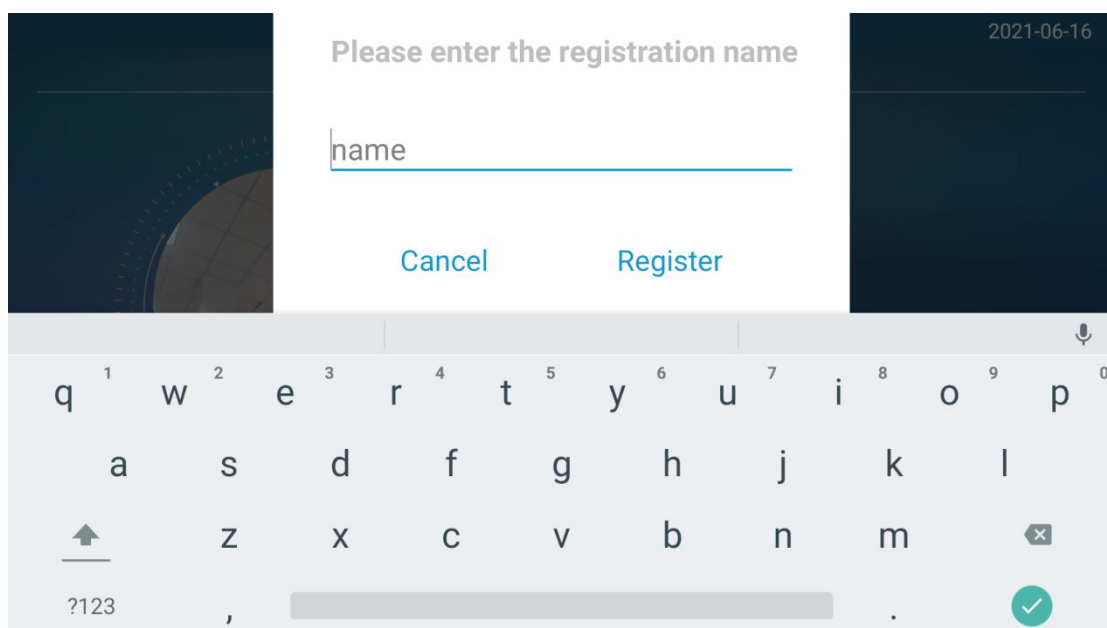 2021-06-16
Please enter the registration name
name
Cancel Register
q 1 w 2 e 3 r 4 t 5 y 6 u 7 i 8 o 9 p 0
a s d f g h j k l
z x c v b n m
?123 , .